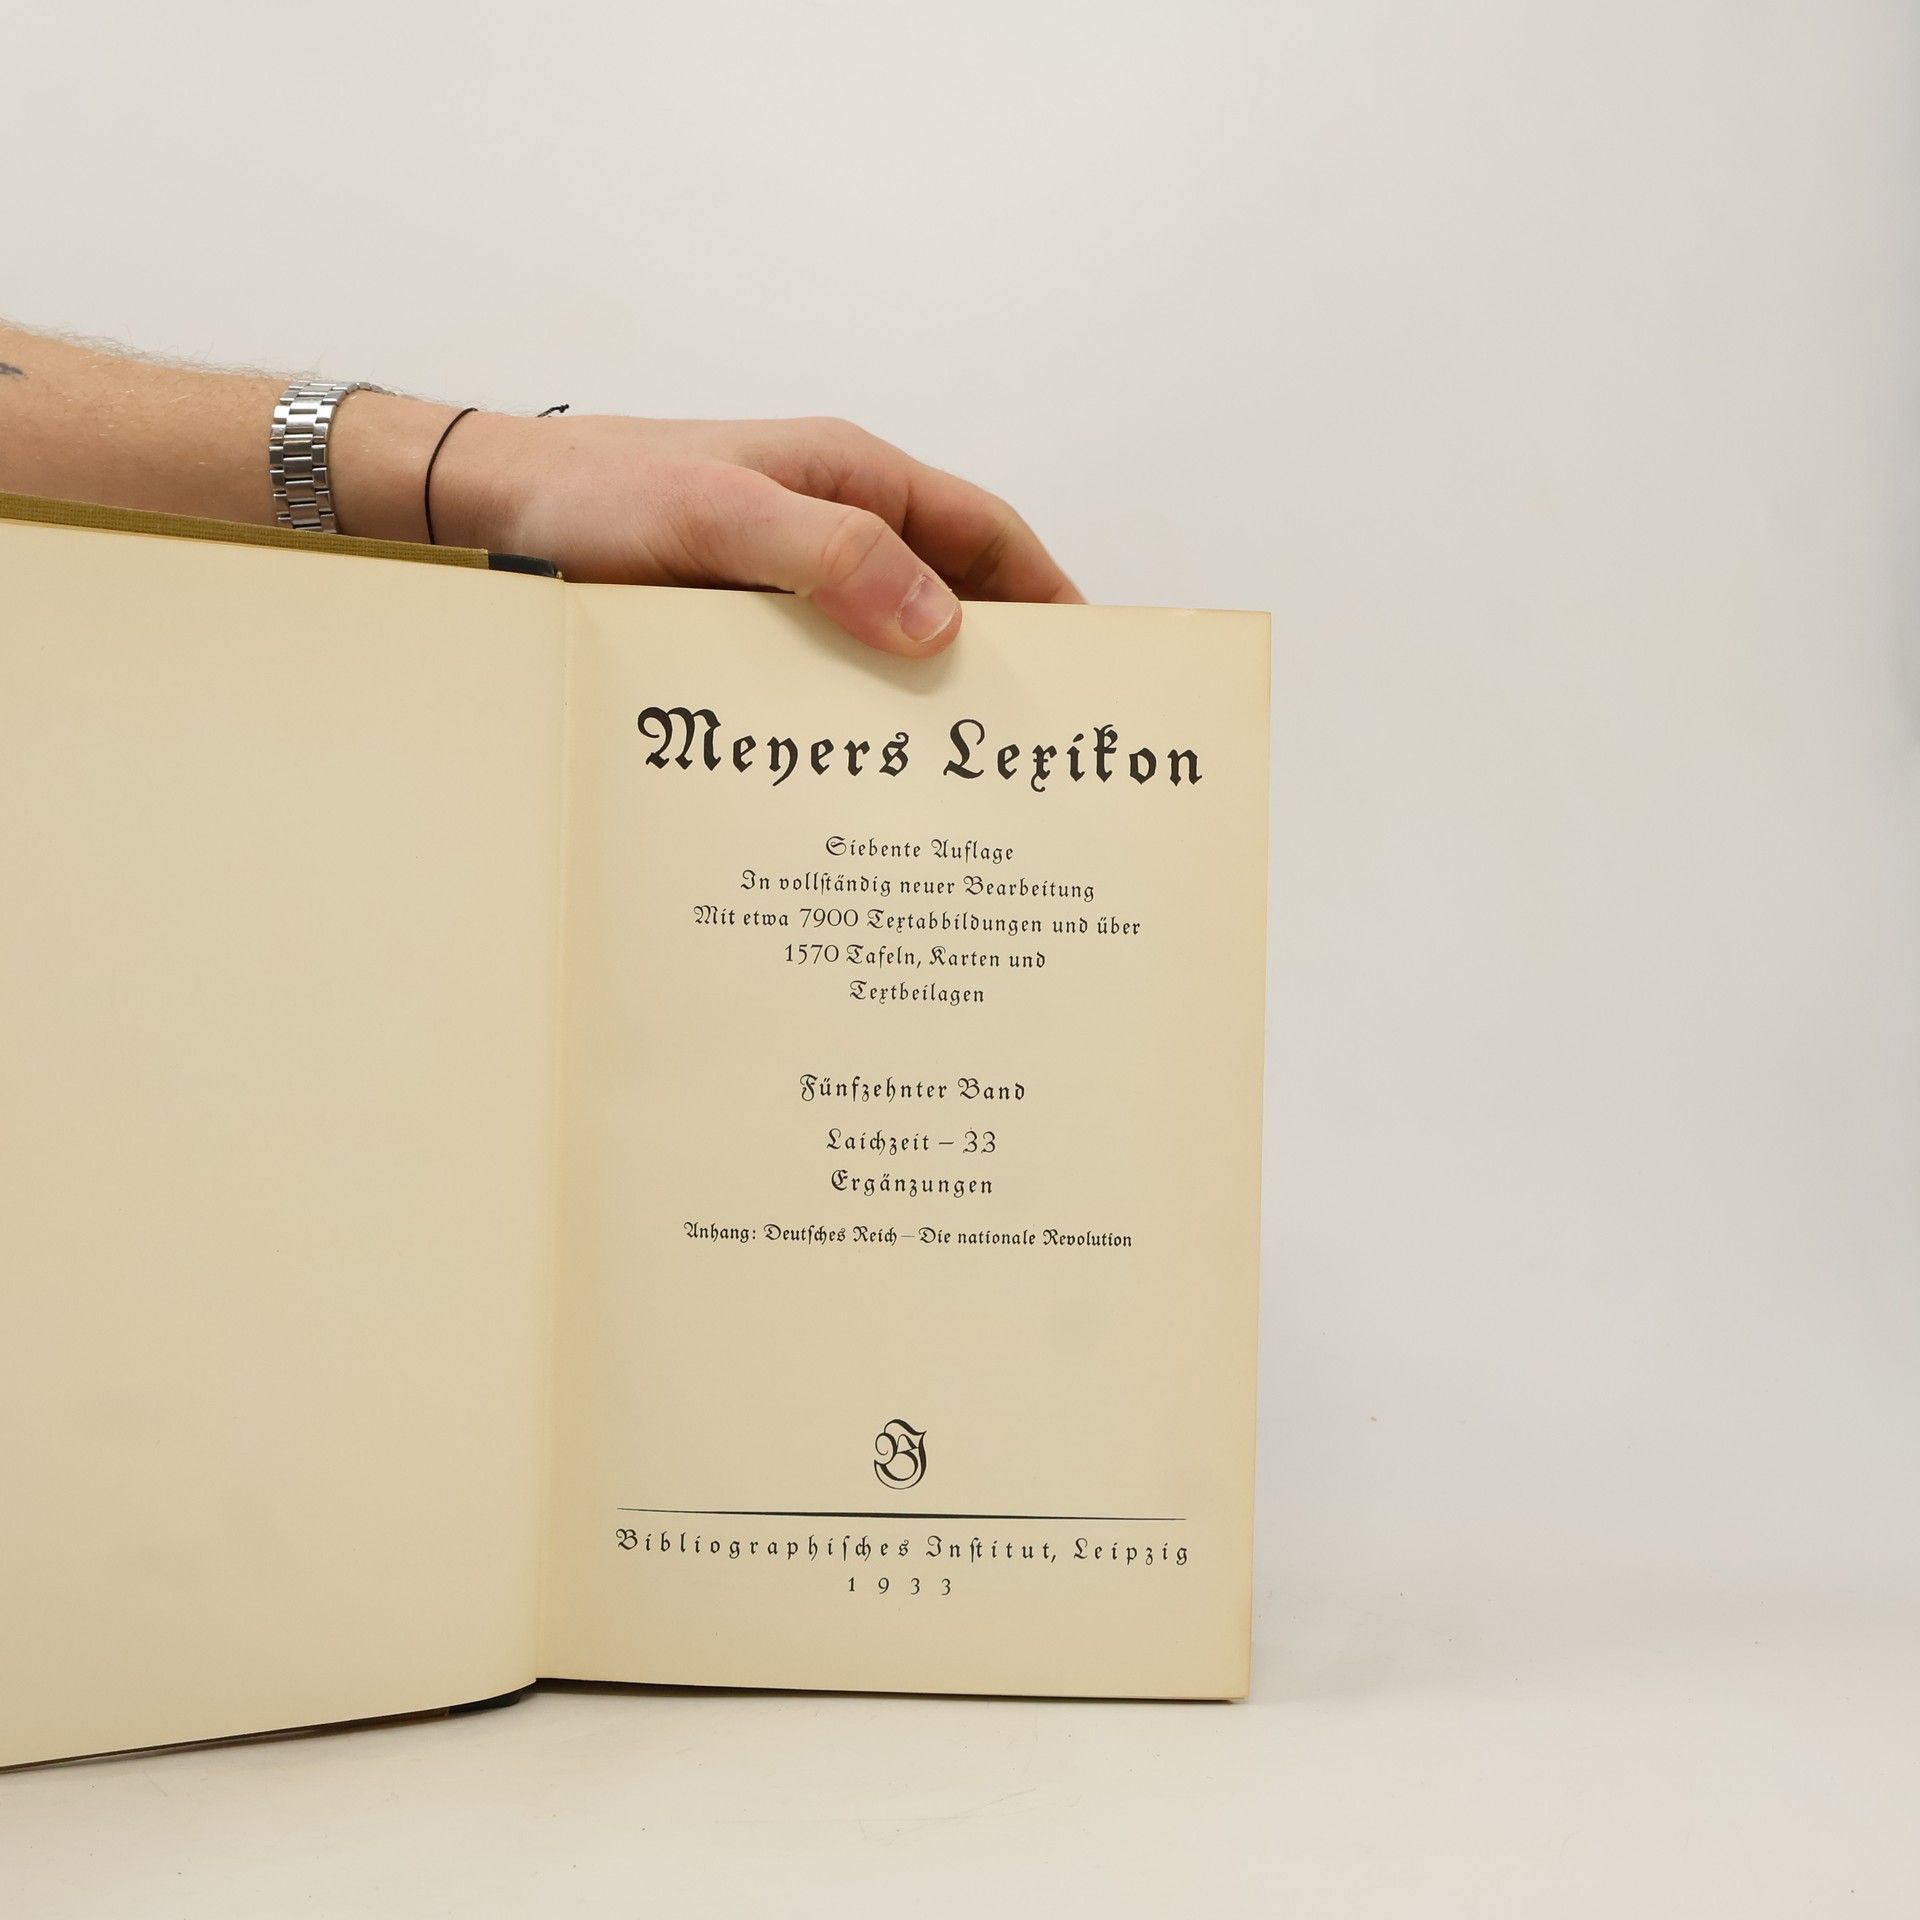 Meyers Lexikon
Siebente Auflage
In vollſtändig neuer Bearbeitung
Mit etwa 7900 Textabbildungen und über
1570 Tafeln, Karten und
Textbeilagen
Fünfzehnter Band
Laichzeit – Zz
Ergänzungen
Anhang: Deutſches Reich – Die nationale Revolution
BI
Bibliographiſches Inſtitut, Leipzig
1933